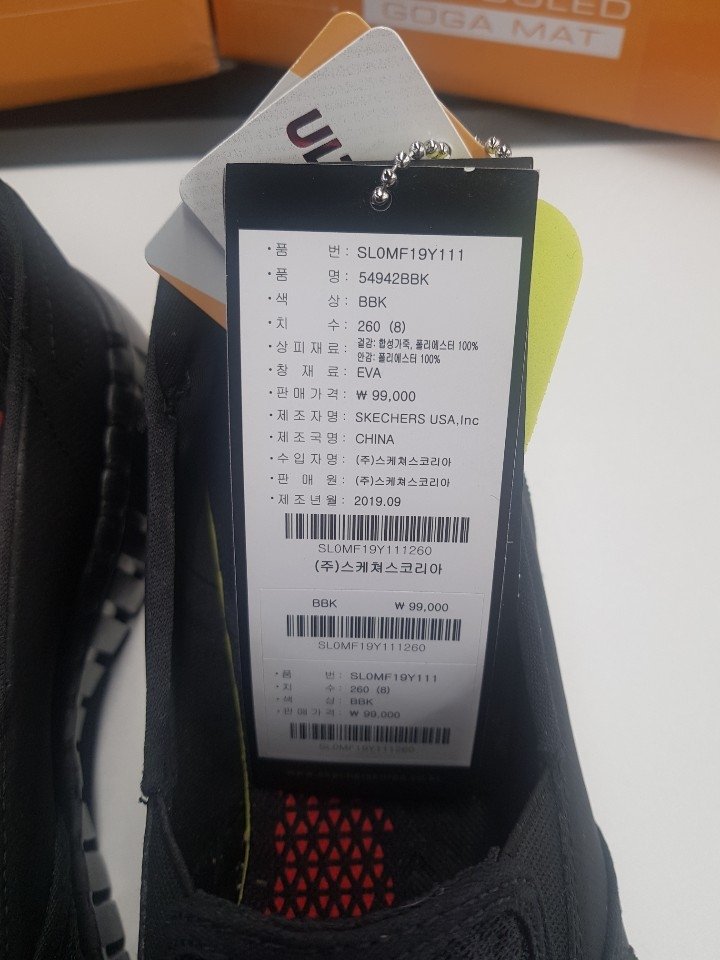 GOGA MAT
UL
·품 번: SL0MF19Y111
·품 명: 54942BBK
·색 상: BBK
·치 수: 260 (8)
·상피재료: 겉감: 합성가죽, 폴리에스터 100%
안감: 폴리에스터 100%
·창 재 료: EVA
·판매가격: ₩ 99,000
·제조자명: SKECHERS USA,Inc
·제조국명: CHINA
·수입자명: (주)스케쳐스코리아
·판 매 원: (주)스케쳐스코리아
·제조년월: 2019.09
SL0MF19Y111260
(주)스케쳐스코리아
BBK ₩ 99,000
SL0MF19Y111260
·품 번: SL0MF19Y111
·치 수: 260 (8)
·색 상: BBK
·판매가격: ₩ 99,000
SL0MF19Y111260